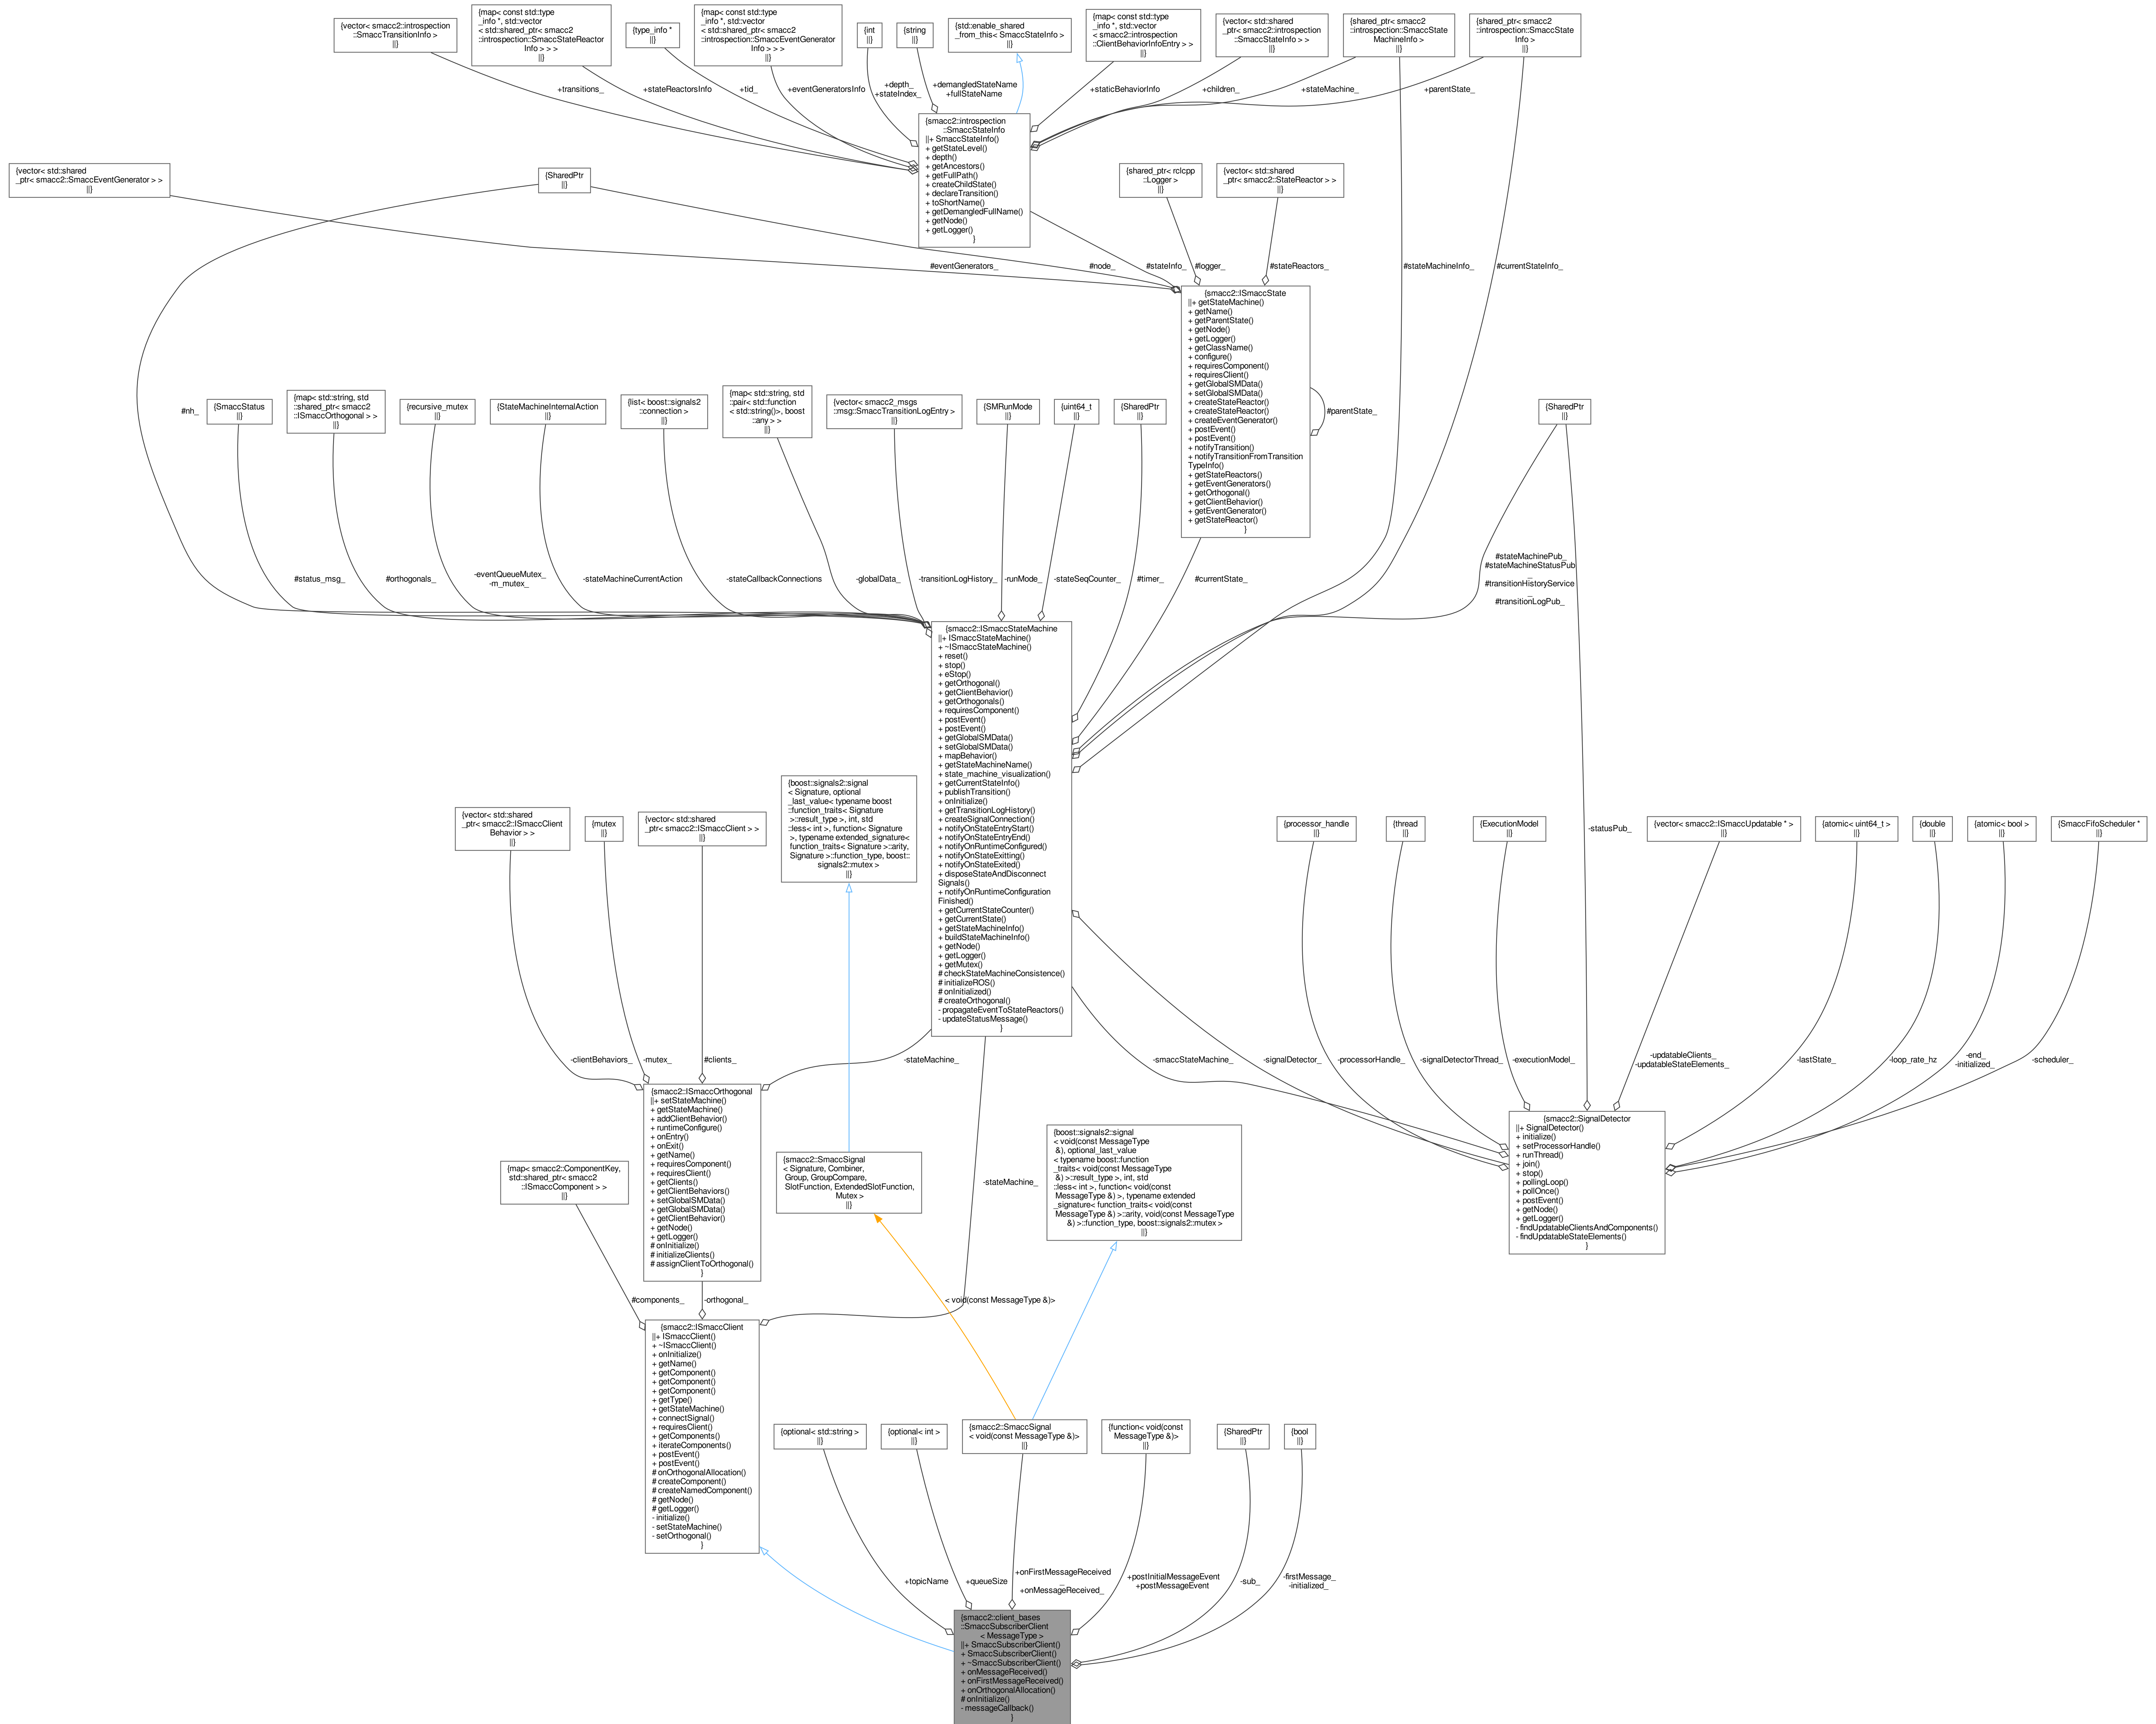 {vector< smacc2::introspection
::SmaccTransitionInfo >
||}
{map< const std::type
_info *, std::vector
< std::shared_ptr< smacc2
::introspection::SmaccStateReactor
Info > > >
||}
{type_info *
||}
{map< const std::type
_info *, std::vector
< std::shared_ptr< smacc2
::introspection::SmaccEventGenerator
Info > > >
||}
{int
||}
{string
||}
{std::enable_shared
_from_this< SmaccStateInfo >
||}
{map< const std::type
_info *, std::vector
< smacc2::introspection
::ClientBehaviorInfoEntry > >
||}
{vector< std::shared
_ptr< smacc2::introspection
::SmaccStateInfo > >
||}
{shared_ptr< smacc2
::introspection::SmaccState
MachineInfo >
||}
{shared_ptr< smacc2
::introspection::SmaccState
Info >
||}
+transitions_
+stateReactorsInfo
+tid_
+eventGeneratorsInfo
+depth_
+stateIndex_
+demangledStateName
+fullStateName
+staticBehaviorInfo
+children_
+stateMachine_
+parentState_
{smacc2::introspection
::SmaccStateInfo
||+ SmaccStateInfo()
+ getStateLevel()
+ depth()
+ getAncestors()
+ getFullPath()
+ createChildState()
+ declareTransition()
+ toShortName()
+ getDemangledFullName()
+ getNode()
+ getLogger()
}
{vector< std::shared
_ptr< smacc2::SmaccEventGenerator > >
||}
{SharedPtr
||}
{shared_ptr< rclcpp
::Logger >
||}
{vector< std::shared
_ptr< smacc2::StateReactor > >
||}
#eventGenerators_
#node_
#stateInfo_
#logger_
#stateReactors_
#stateMachineInfo_
#currentStateInfo_
{smacc2::ISmaccState
||+ getStateMachine()
+ getName()
+ getParentState()
+ getNode()
+ getLogger()
+ getClassName()
+ configure()
+ requiresComponent()
+ requiresClient()
+ getGlobalSMData()
+ setGlobalSMData()
+ createStateReactor()
+ createStateReactor()
+ createEventGenerator()
+ postEvent()
+ postEvent()
+ notifyTransition()
+ notifyTransitionFromTransition
TypeInfo()
+ getStateReactors()
+ getEventGenerators()
+ getOrthogonal()
+ getClientBehavior()
+ getEventGenerator()
+ getStateReactor()
}
#parentState_
#nh_
{SmaccStatus
||}
{map< std::string, std
::shared_ptr< smacc2
::ISmaccOrthogonal > >
||}
{recursive_mutex
||}
{StateMachineInternalAction
||}
{list< boost::signals2
::connection >
||}
{map< std::string, std
::pair< std::function
< std::string()>, boost
::any > >
||}
{vector< smacc2_msgs
::msg::SmaccTransitionLogEntry >
||}
{SMRunMode
||}
{uint64_t
||}
{SharedPtr
||}
{SharedPtr
||}
#status_msg_
#orthogonals_
-eventQueueMutex_
-m_mutex_
-stateMachineCurrentAction
-stateCallbackConnections
-globalData_
-transitionLogHistory_
-runMode_
-stateSeqCounter_
#timer_
#currentState_
#stateMachinePub_
#stateMachineStatusPub
_
#transitionHistoryService
_
#transitionLogPub_
{smacc2::ISmaccStateMachine
||+ ISmaccStateMachine()
+ ~ISmaccStateMachine()
+ reset()
+ stop()
+ eStop()
+ getOrthogonal()
+ getClientBehavior()
+ getOrthogonals()
+ requiresComponent()
+ postEvent()
+ postEvent()
+ getGlobalSMData()
+ setGlobalSMData()
+ mapBehavior()
+ getStateMachineName()
+ state_machine_visualization()
+ getCurrentStateInfo()
+ publishTransition()
+ onInitialize()
+ getTransitionLogHistory()
+ createSignalConnection()
+ notifyOnStateEntryStart()
+ notifyOnStateEntryEnd()
+ notifyOnRuntimeConfigured()
+ notifyOnStateExitting()
+ notifyOnStateExited()
+ disposeStateAndDisconnect
Signals()
+ notifyOnRuntimeConfiguration
Finished()
+ getCurrentStateCounter()
+ getCurrentState()
+ getStateMachineInfo()
+ buildStateMachineInfo()
+ getNode()
+ getLogger()
+ getMutex()
# checkStateMachineConsistence()
# initializeROS()
# onInitialized()
# createOrthogonal()
- propagateEventToStateReactors()
- updateStatusMessage()
}
{vector< std::shared
_ptr< smacc2::ISmaccClient
Behavior > >
||}
{mutex
||}
{vector< std::shared
_ptr< smacc2::ISmaccClient > >
||}
{boost::signals2::signal
< Signature, optional
_last_value< typename boost
::function_traits< Signature
>::result_type >, int, std
::less< int >, function< Signature
>, typename extended_signature<
function_traits< Signature >::arity,
Signature >::function_type, boost::
signals2::mutex >
||}
{processor_handle
||}
{thread
||}
{ExecutionModel
||}
-statusPub_
{vector< smacc2::ISmaccUpdatable * >
||}
{atomic< uint64_t >
||}
{double
||}
{atomic< bool >
||}
{SmaccFifoScheduler *
||}
-clientBehaviors_
-mutex_
#clients_
-stateMachine_
-smaccStateMachine_
-signalDetector_
-processorHandle_
-signalDetectorThread_
-executionModel_
-updatableClients_
-updatableStateElements_
-lastState_
-loop_rate_hz
-end_
-initialized_
-scheduler_
{smacc2::ISmaccOrthogonal
||+ setStateMachine()
+ getStateMachine()
+ addClientBehavior()
+ runtimeConfigure()
+ onEntry()
+ onExit()
+ getName()
+ requiresComponent()
+ requiresClient()
+ getClients()
+ getClientBehaviors()
+ setGlobalSMData()
+ getGlobalSMData()
+ getClientBehavior()
+ getNode()
+ getLogger()
# onInitialize()
# initializeClients()
# assignClientToOrthogonal()
}
{smacc2::SignalDetector
||+ SignalDetector()
+ initialize()
+ setProcessorHandle()
+ runThread()
+ join()
+ stop()
+ pollingLoop()
+ pollOnce()
+ postEvent()
+ getNode()
+ getLogger()
- findUpdatableClientsAndComponents()
- findUpdatableStateElements()
}
{map< smacc2::ComponentKey,
std::shared_ptr< smacc2
::ISmaccComponent > >
||}
{smacc2::SmaccSignal
< Signature, Combiner,
Group, GroupCompare,
SlotFunction, ExtendedSlotFunction,
Mutex >
||}
-stateMachine_
{boost::signals2::signal
< void(const MessageType
&), optional_last_value
< typename boost::function
_traits< void(const MessageType
&) >::result_type >, int, std
::less< int >, function< void(const
MessageType &) >, typename extended
_signature< function_traits< void(const
MessageType &) >::arity, void(const MessageType
&) >::function_type, boost::signals2::mutex >
||}
#components_
-orthogonal_
< void(const MessageType &)>
{smacc2::ISmaccClient
||+ ISmaccClient()
+ ~ISmaccClient()
+ onInitialize()
+ getName()
+ getComponent()
+ getComponent()
+ getComponent()
+ getType()
+ getStateMachine()
+ connectSignal()
+ requiresClient()
+ getComponents()
+ iterateComponents()
+ postEvent()
+ postEvent()
# onOrthogonalAllocation()
# createComponent()
# createNamedComponent()
# getNode()
# getLogger()
- initialize()
- setStateMachine()
- setOrthogonal()
}
{optional< std::string >
||}
{optional< int >
||}
{smacc2::SmaccSignal
< void(const MessageType &)>
||}
{function< void(const
MessageType &)>
||}
{SharedPtr
||}
{bool
||}
+topicName
+queueSize
+onFirstMessageReceived
_
+onMessageReceived_
+postInitialMessageEvent
+postMessageEvent
-sub_
-firstMessage_
-initialized_
{smacc2::client_bases
::SmaccSubscriberClient
< MessageType >
||+ SmaccSubscriberClient()
+ SmaccSubscriberClient()
+ ~SmaccSubscriberClient()
+ onMessageReceived()
+ onFirstMessageReceived()
+ onOrthogonalAllocation()
# onInitialize()
- messageCallback()
}